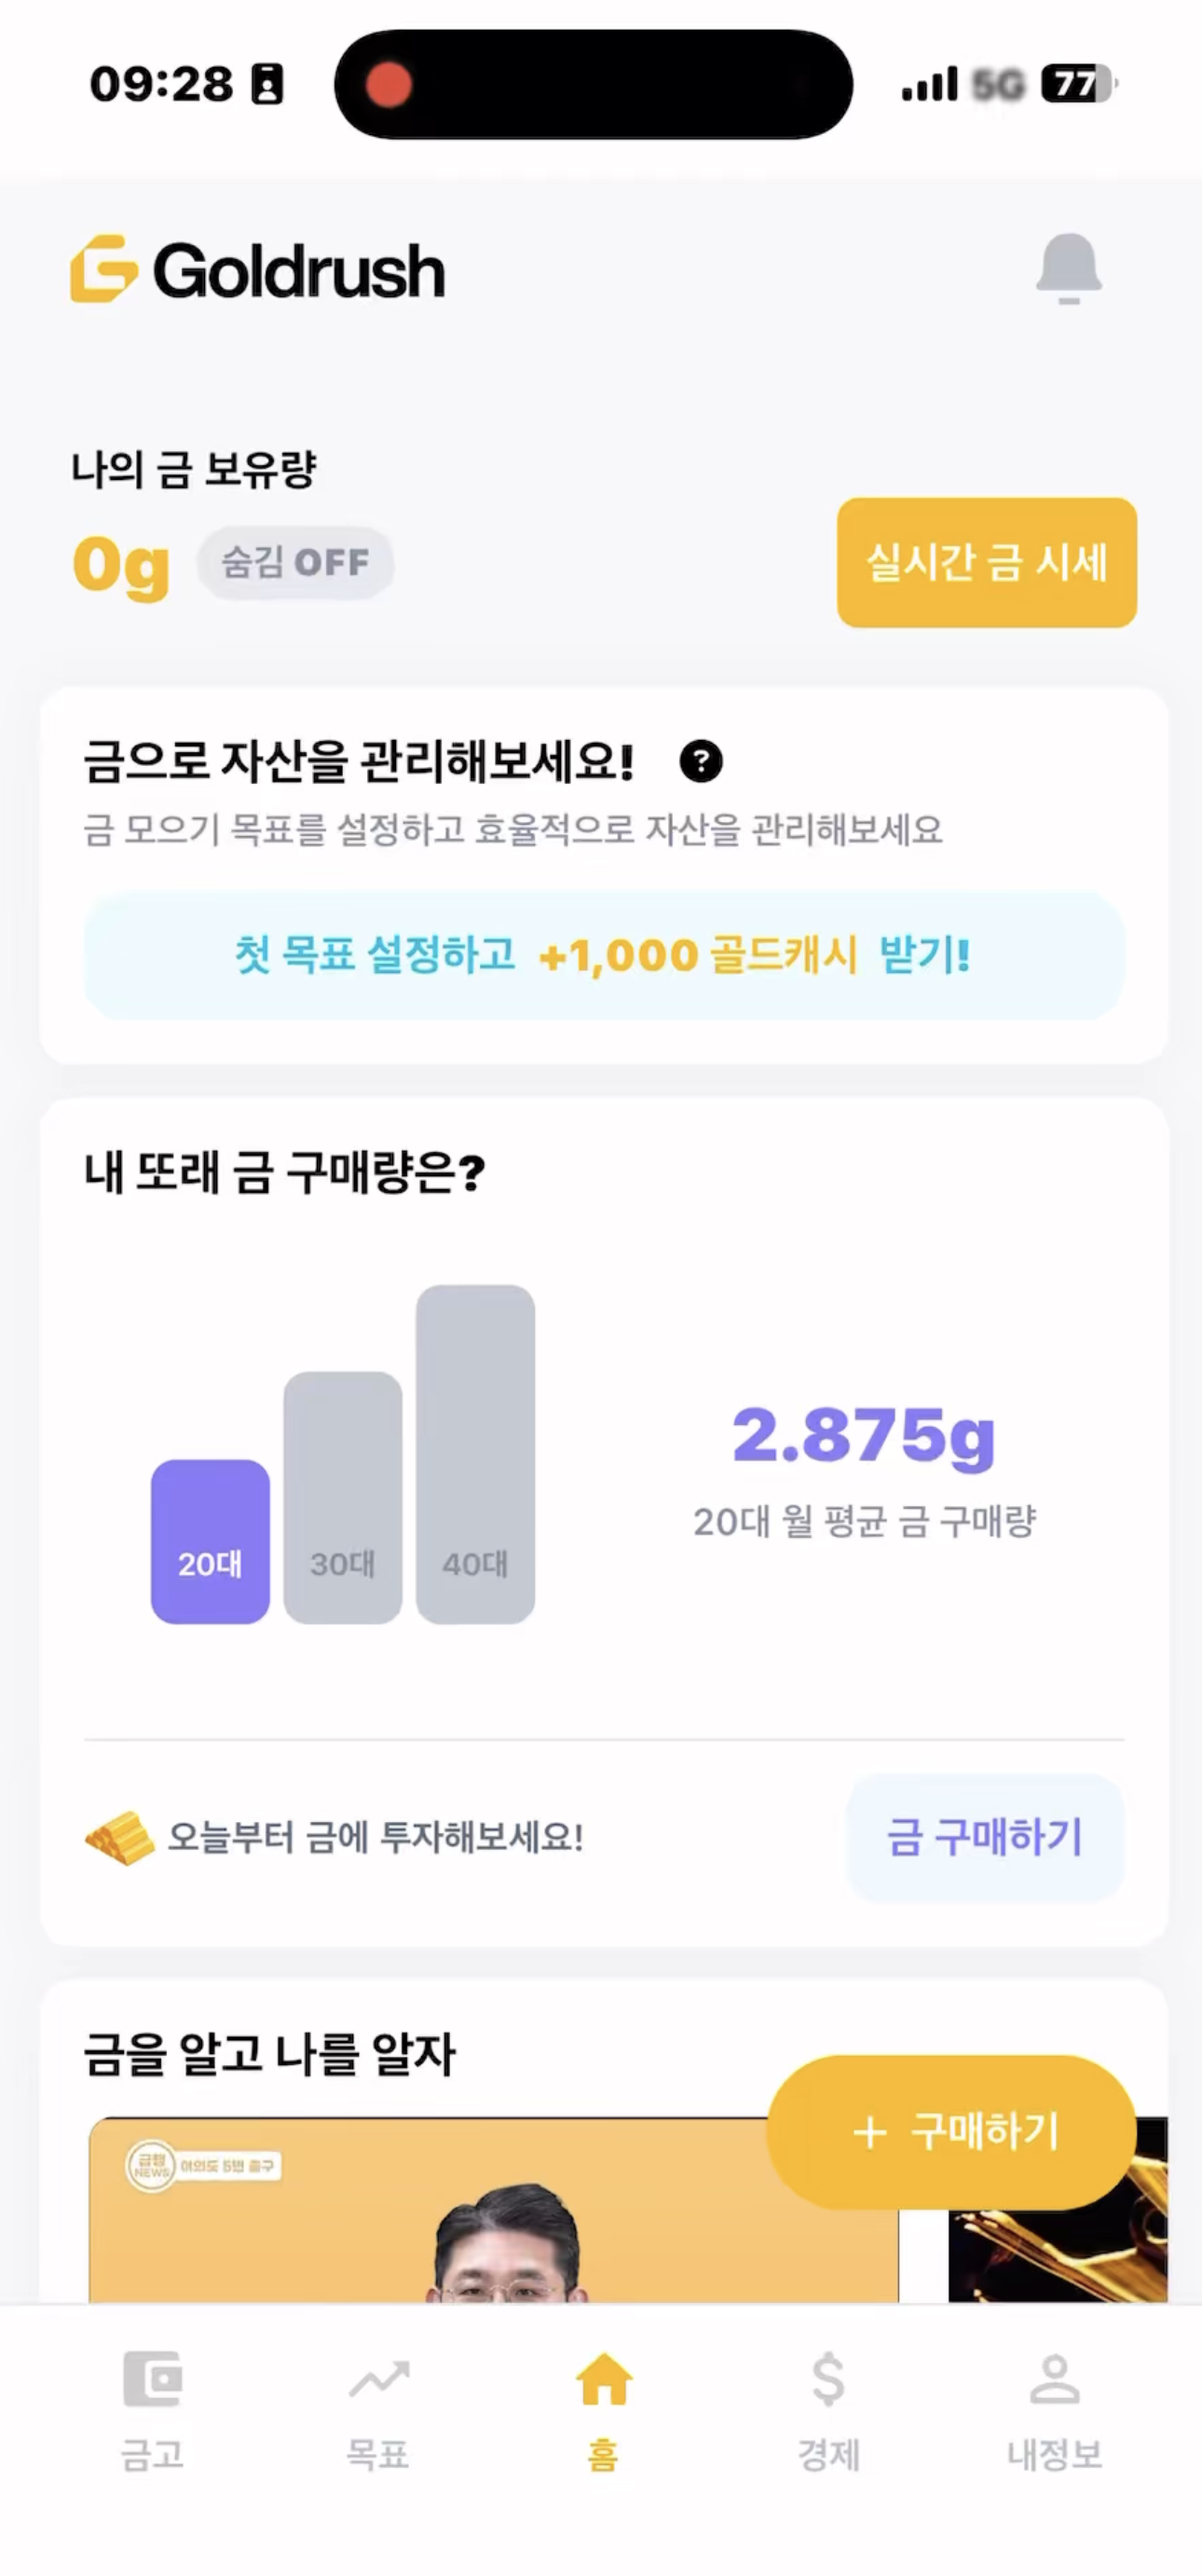 09:28
5G
77
Goldrush
나의 금 보유량
0g
숨김 OFF
실시간 금 시세
금으로 자산을 관리해보세요!
?
금 모으기 목표를 설정하고 효율적으로 자산을 관리해보세요
첫 목표 설정하고 +1,000 골드캐시 받기!
내 또래 금 구매량은?
20대
30대
40대
2.875g
20대 월 평균 금 구매량
오늘부터 금에 투자해보세요!
금 구매하기
금을 알고 나를 알자
+ 구매하기
NEWS
여의도 5번 출구
금고
목표
홈
경제
내정보